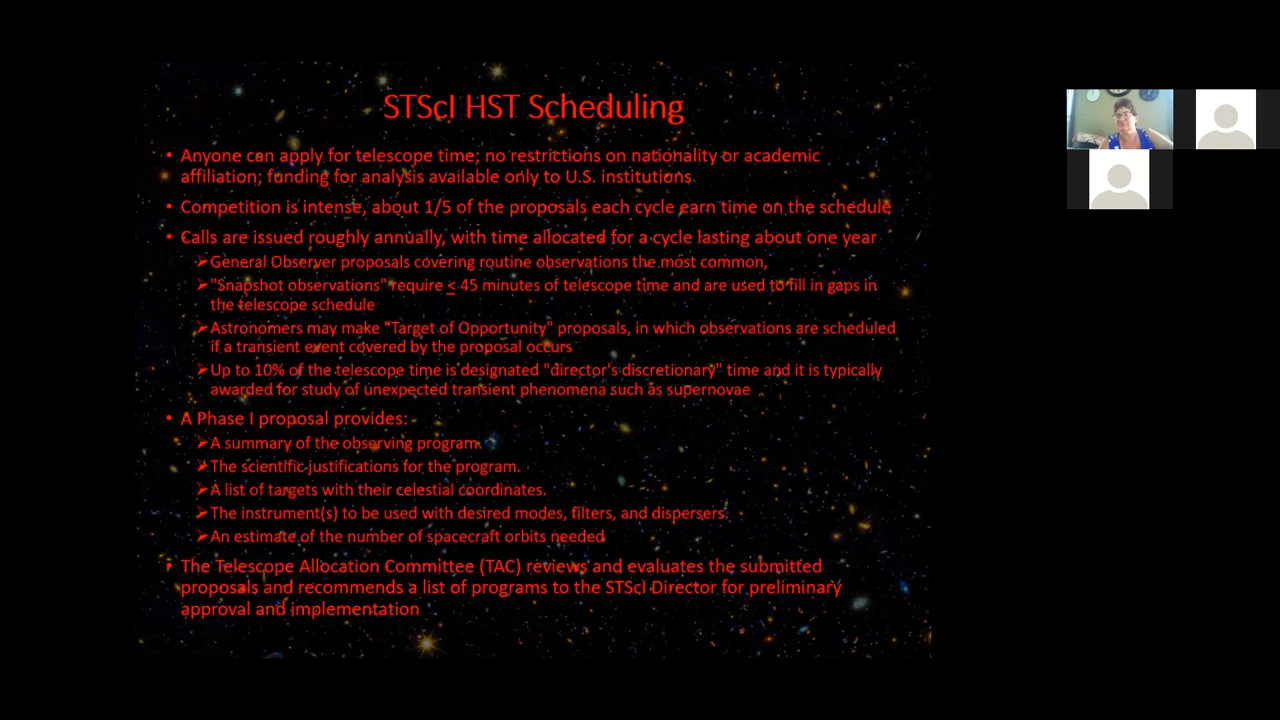 STScI HST Scheduling
• Anyone can apply for telescope time; no restrictions on nationality or academic
affiliation; funding for analysis available only to U.S. institutions
• Competition is intense, about 1/5 of the proposals each cycle earn time on the schedule
• Calls are issued roughly annually, with time allocated for a cycle lasting about one year
➢General Observer proposals covering routine observations the most common,
➢"Snapshot observations" require ≤ 45 minutes of telescope time and are used to fill in gaps in
the telescope schedule
➢Astronomers may make "Target of Opportunity" proposals, in which observations are scheduled
if a transient event covered by the proposal occurs
➢Up to 10% of the telescope time is designated "director's discretionary" time and it is typically
awarded for study of unexpected transient phenomena such as supernovae
• A Phase I proposal provides:
➢A summary of the observing program.
➢The scientific justifications for the program.
➢A list of targets with their celestial coordinates.
➢The instrument(s) to be used with desired modes, filters, and dispersers.
➢An estimate of the number of spacecraft orbits needed
• The Telescope Allocation Committee (TAC) reviews and evaluates the submitted
proposals and recommends a list of programs to the STScI Director for preliminary
approval and implementation